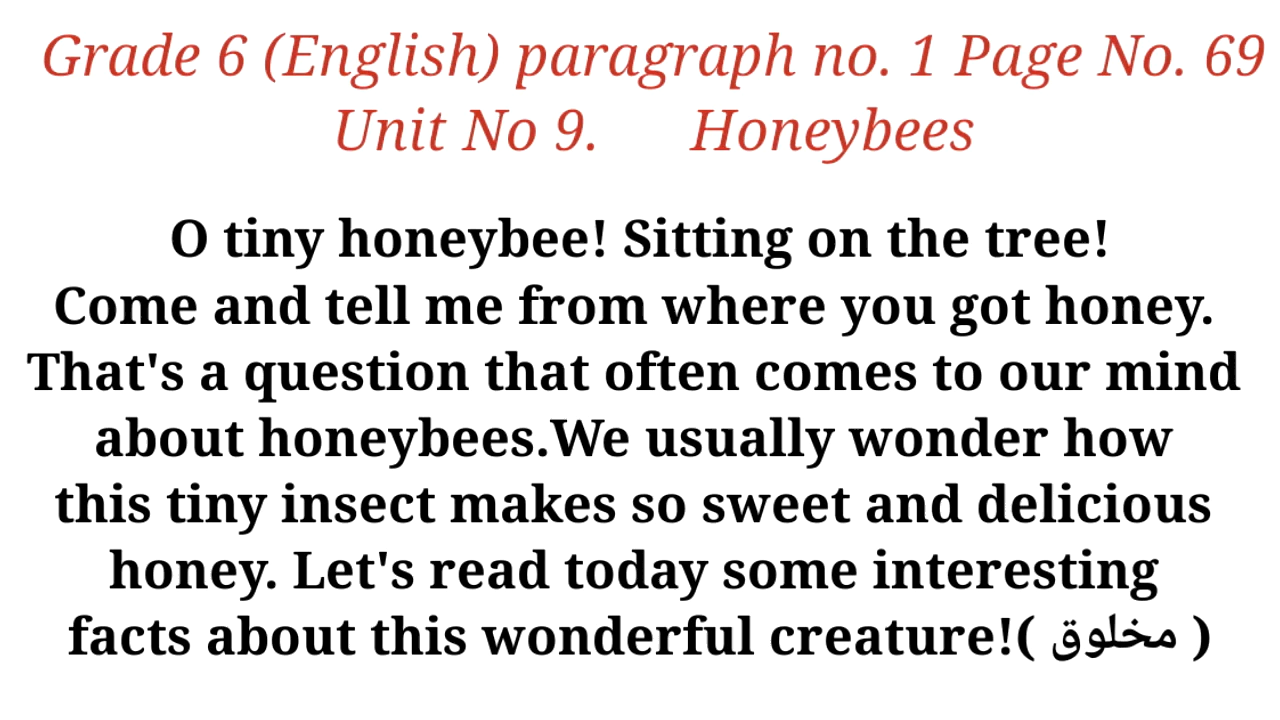 Grade 6 (English) paragraph no. 1 Page No. 69
Unit No 9. Honeybees
O tiny honeybee! Sitting on the tree!
Come and tell me from where you got honey.
That's a question that often comes to our mind
about honeybees.We usually wonder how
this tiny insect makes so sweet and delicious
honey. Let's read today some interesting
facts about this wonderful creature!( مخلوق )